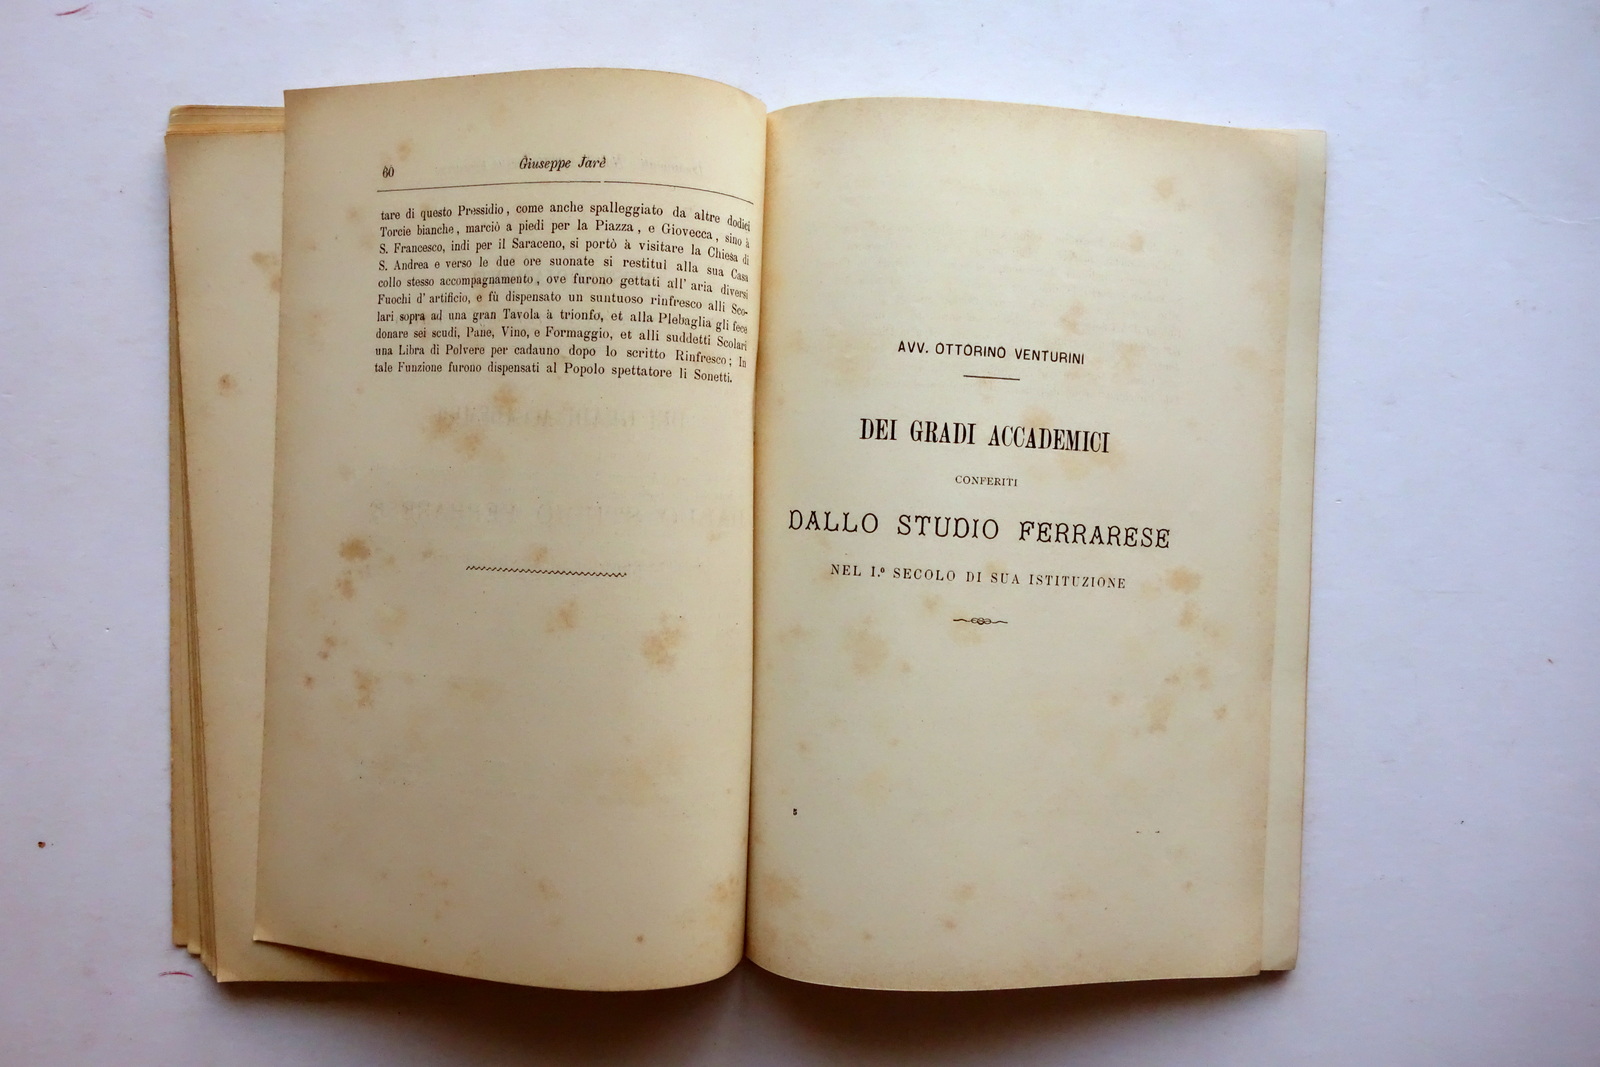 60
Giuseppe Jarè
tare di questo Pressidio, come anche spalleggiato da altre dodici
Torcie bianche, marciò a piedi per la Piazza, e Giovecca, sino à
S. Francesco, indi per il Saraceno, si portò à visitare la Chiesa di
S. Andrea e verso le due ore suonate si restituì alla sua Casa
collo stesso accompagnamento, ove furono gettati all' aria diversi
Fuochi d' artificio, e fù dispensato un suntuoso rinfresco alli Sco-
lari sopra ad una gran Tavola à trionfo, et alla Plebaglia gli fece
donare sei scudi, Pane, Vino, e Formaggio, et alli suddetti Scolari
una Libra di Polvere per cadauno dopo lo scritto Rinfresco; In
tale Funzione furono dispensati al Popolo spettatore li Sonetti.
AVV. OTTORINO VENTURINI
DEI GRADI ACCADEMICI
CONFERITI
DALLO STUDIO FERRARESE
NEL I.º SECOLO DI SUA ISTITUZIONE
5